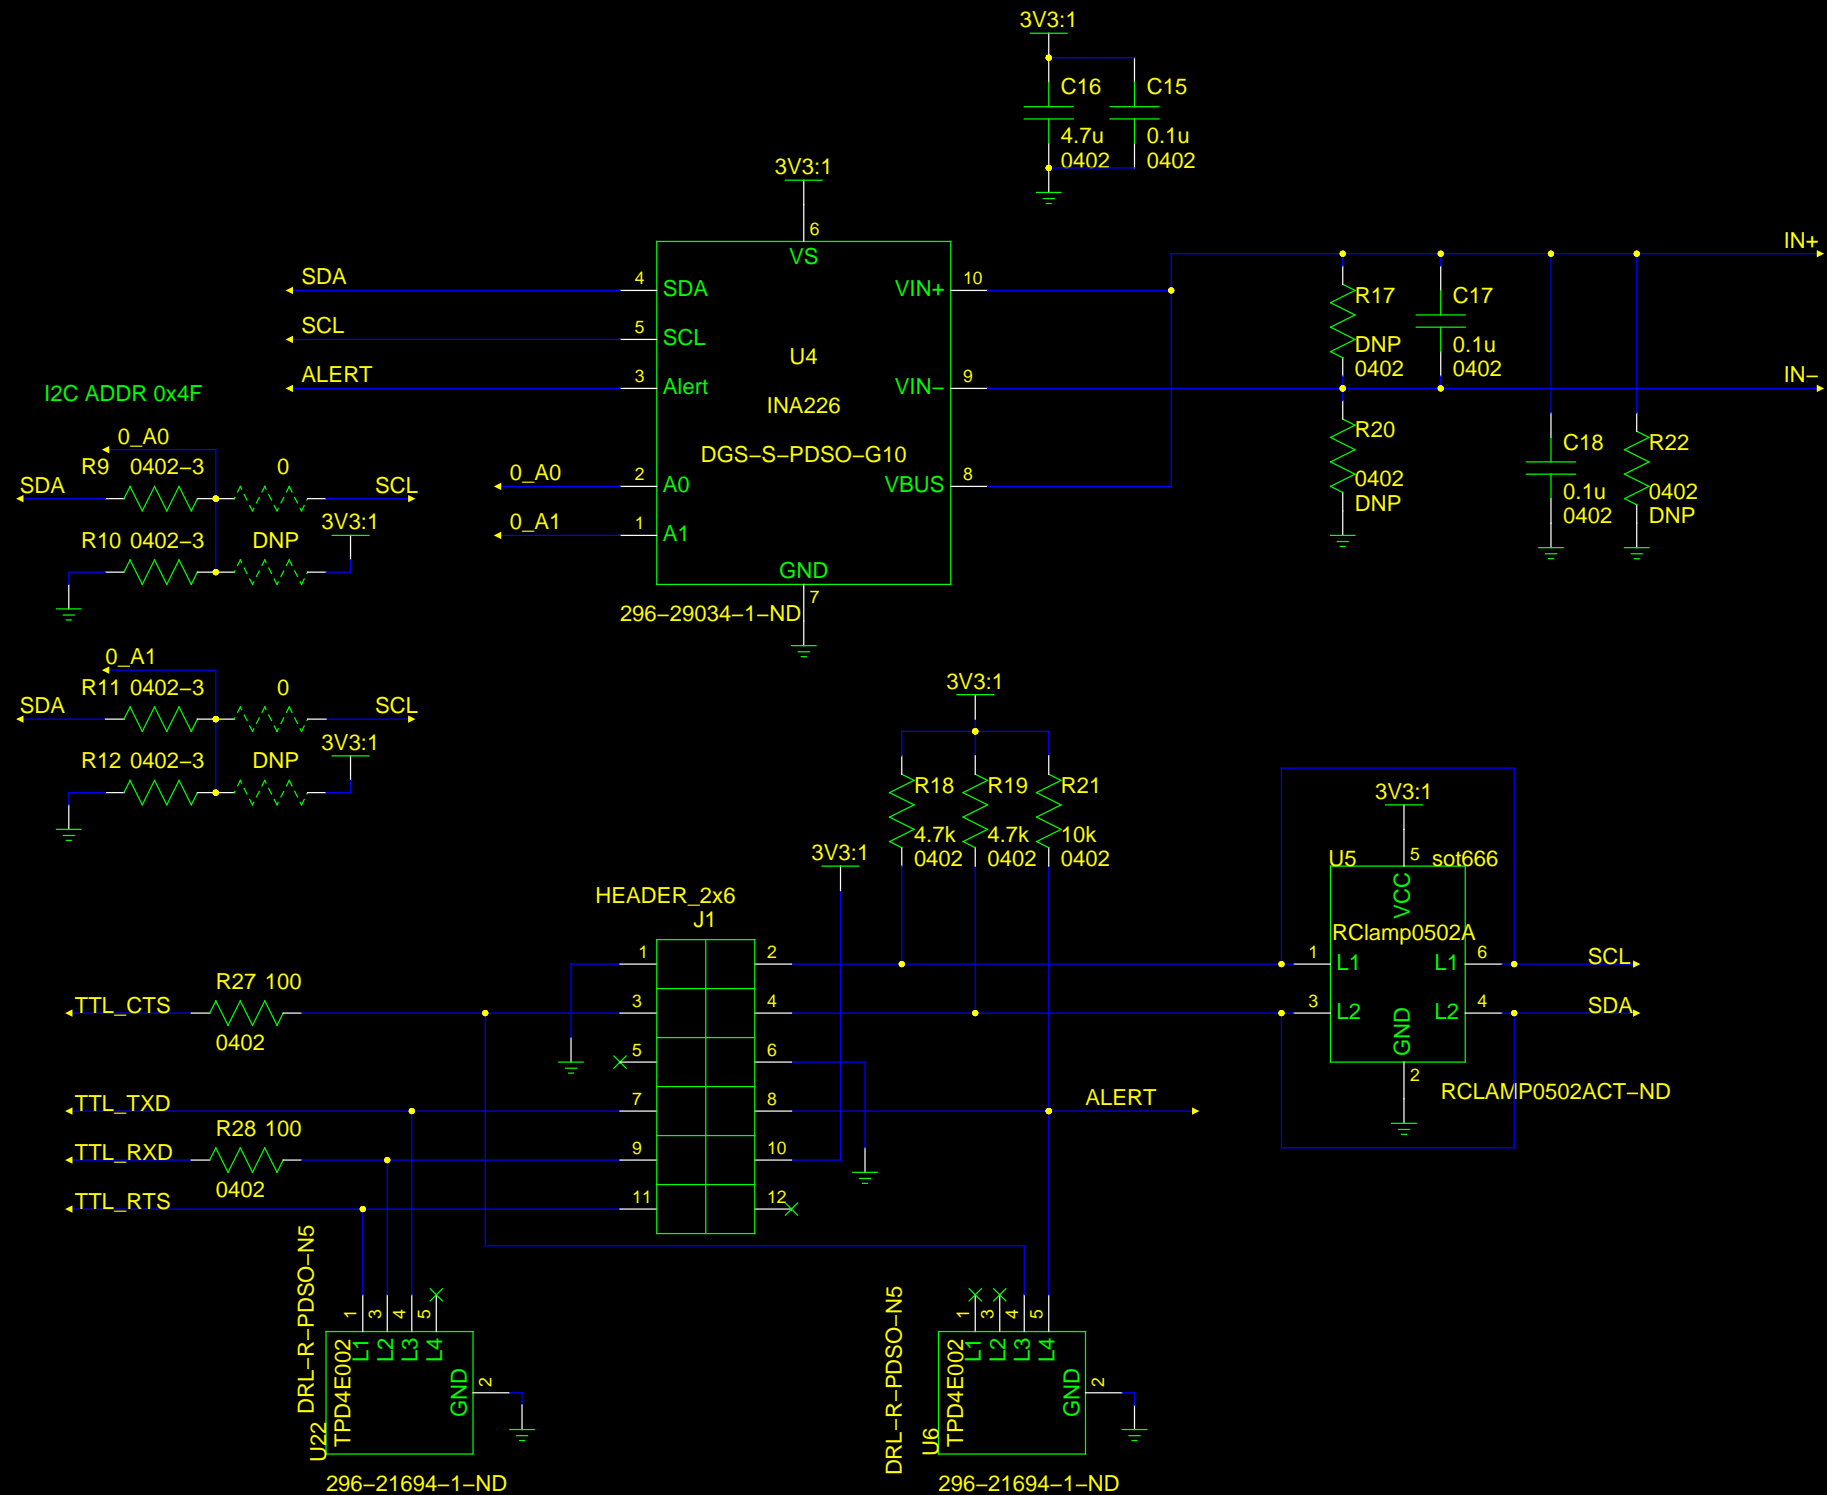 3V3:1
C16
C15
4.7u
0.1u
0402
0402
3V3:1
6
VS
IN+
SDA
4
SDA
VIN+
10
R17
C17
SCL
5
SCL
U4
DNP
0.1u
0402
0402
ALERT
3
Alert
VIN−
9
IN−
I2C ADDR 0x4F
INA226
0_A0
R20
C18
R22
R9 0402−3
0
DGS−S−PDSO−G10
SDA
SCL
0_A0
2
A0
VBUS
8
0402
0.1u
0402
DNP
0402
DNP
3V3:1
0_A1
1
A1
R10 0402−3
DNP
GND
7
296−29034−1−ND
0_A1
R11 0402−3
0
SDA
SCL
3V3:1
3V3:1
R12 0402−3
DNP
R18
R19
R21
4.7k
4.7k
10k
0402
0402
0402
3V3:1
3V3:1
U5
5
sot666
VCC
HEADER_2x6
J1
RClamp0502A
1
2
1
L1
L1
6
SCL
R27 100
TTL_CTS
0402
3
4
3
L2
L2
4
SDA
GND
5
6
2
RCLAMP0502ACT−ND
TTL_TXD
7
8
ALERT
R28 100
TTL_RXD
0402
9
10
TTL_RTS
11
12
DRL−R−PDSO−N5
1
3
4
5
L1
L2
L3
L4
TPD4E002
GND
2
U22
296−21694−1−ND
DRL−R−PDSO−N5
1
3
4
5
L1
L2
L3
L4
TPD4E002
GND
2
U6
296−21694−1−ND